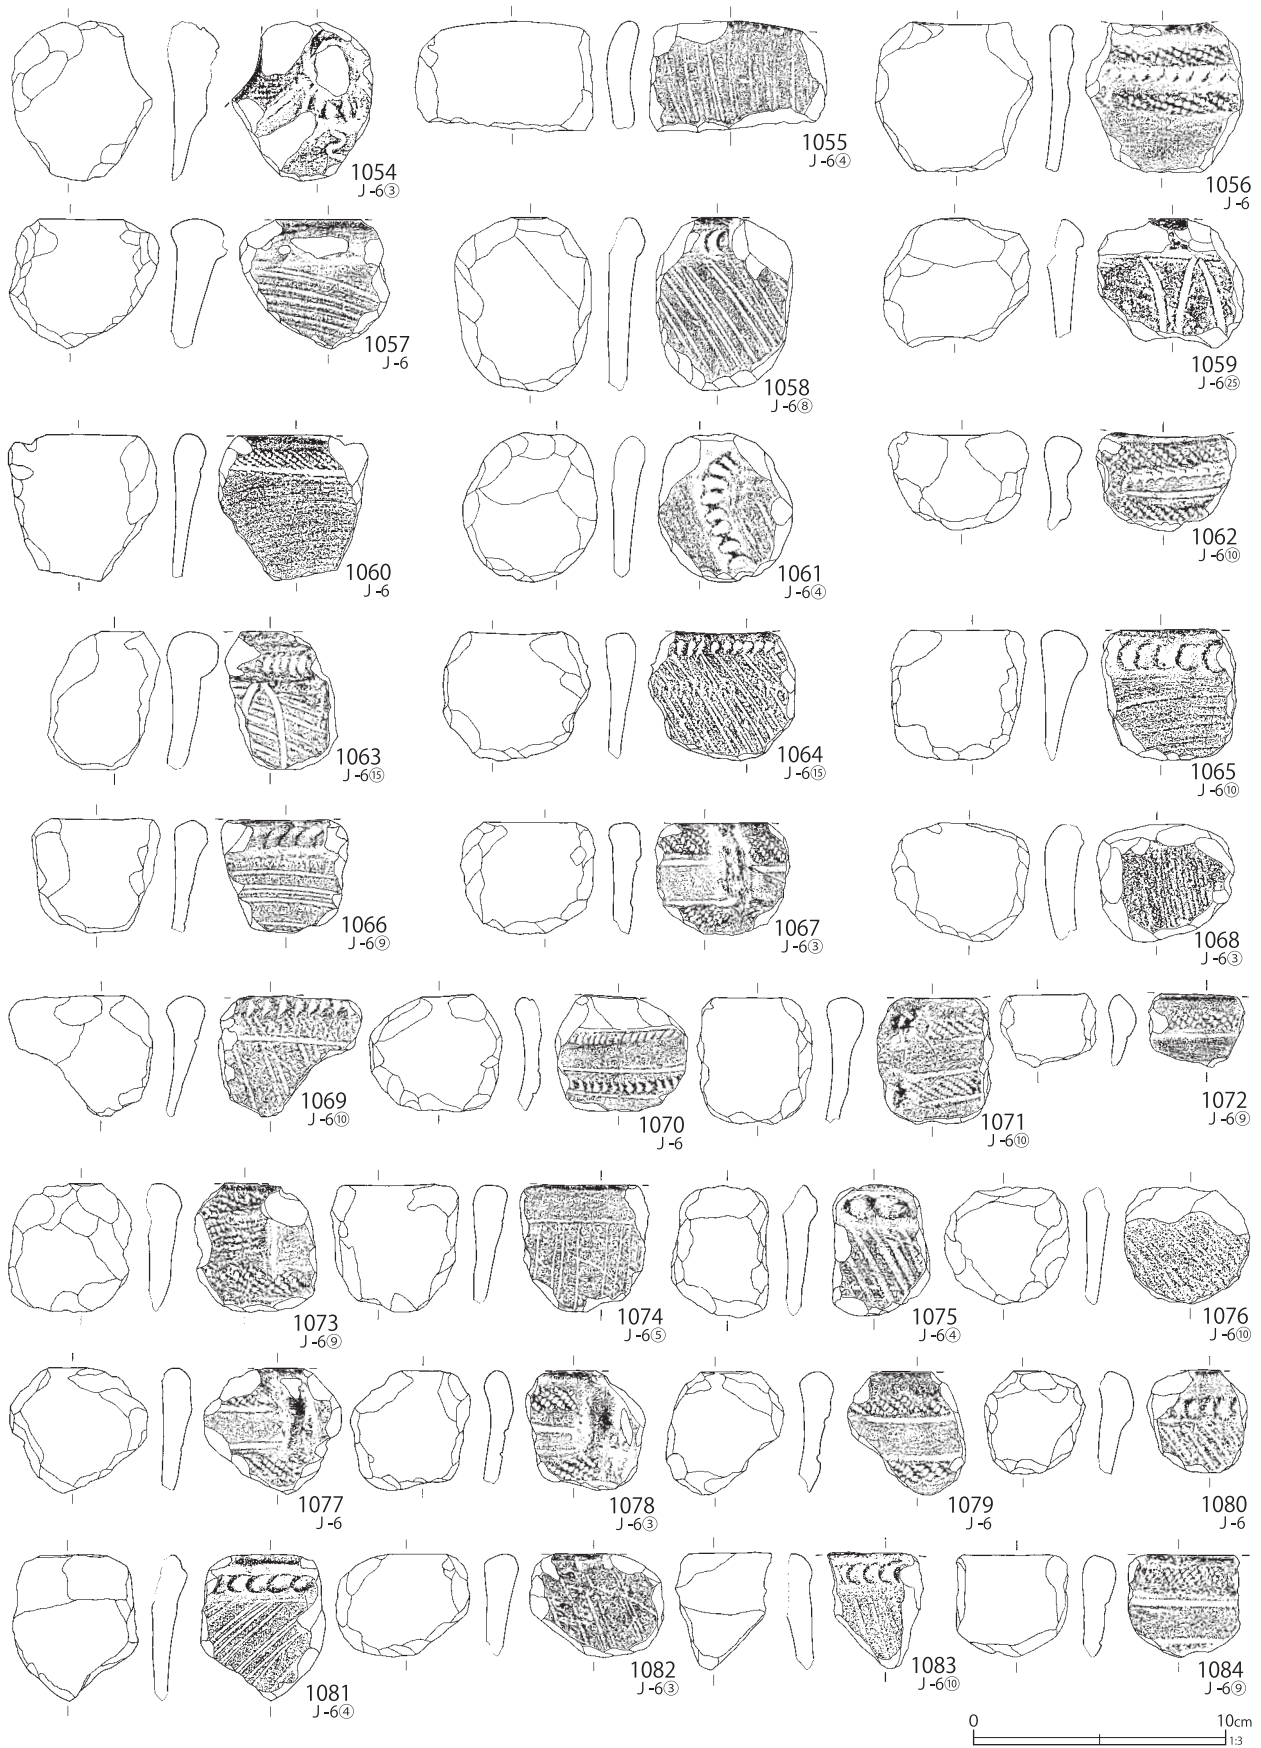 1054
J-6③
1055
J-6④
1056
J-6
1057
J-6
1058
J-6⑧
1059
J-6㉕
1060
J-6
1061
J-6④
1062
J-6⑩
1063
J-6⑮
1064
J-6⑮
1065
J-6⑩
1066
J-6⑨
1067
J-6③
1068
J-6③
1069
J-6⑩
1070
J-6
1071
J-6⑩
1072
J-6⑨
1073
J-6⑨
1074
J-6⑤
1075
J-6④
1076
J-6⑩
1077
J-6
1078
J-6③
1079
J-6
1080
J-6
1081
J-6④
1082
J-6③
1083
J-6⑩
1084
J-6⑨
0 10cm
1:3